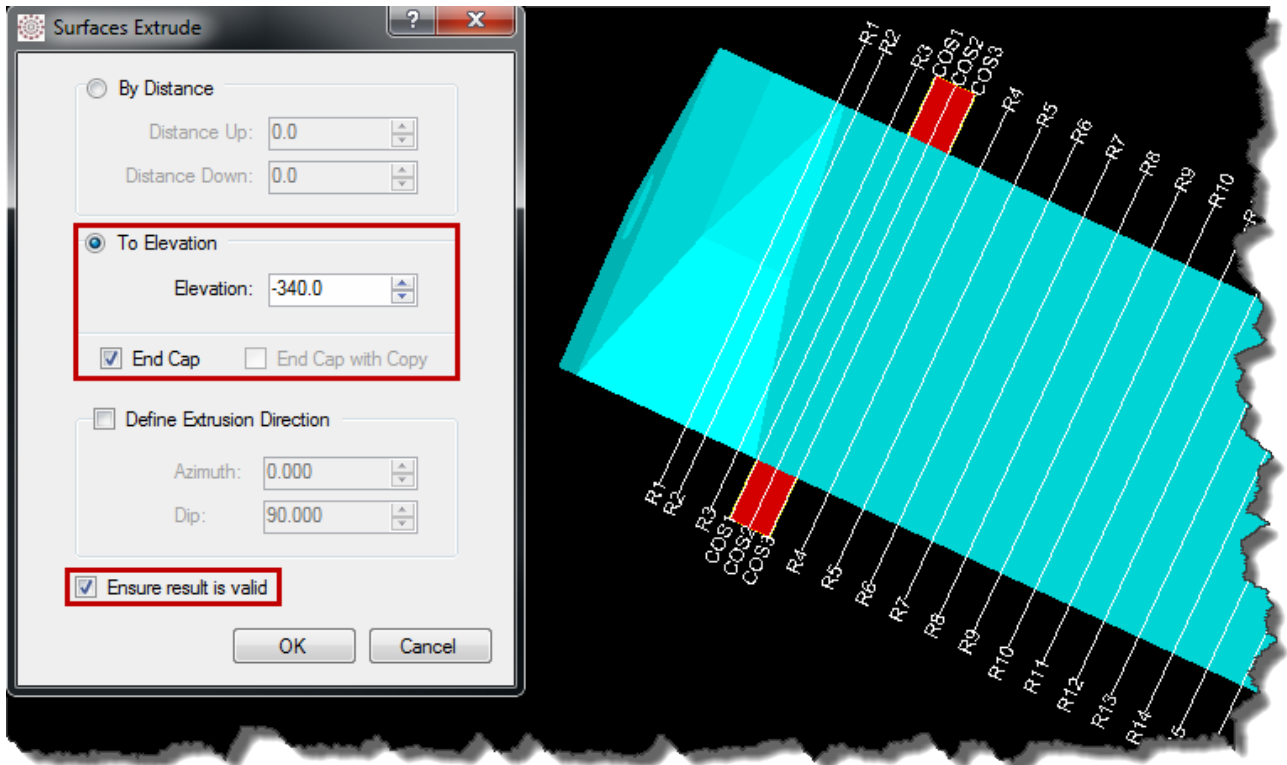 Surfaces Extrude
?
X
By Distance
Distance Up: 0.0
Distance Down: 0.0
To Elevation
Elevation: -340.0
End Cap
End Cap with Copy
Define Extrusion Direction
Azimuth: 0.000
Dip: 90.000
Ensure result is valid
OK
Cancel
R1
R2
R3
COS1
COS2
COS3
R4
R5
R6
R7
R8
R9
R10
R1
R2
R3
COS1
COS2
COS3
R4
R5
R6
R7
R8
R9
R10
R11
R12
R13
R14